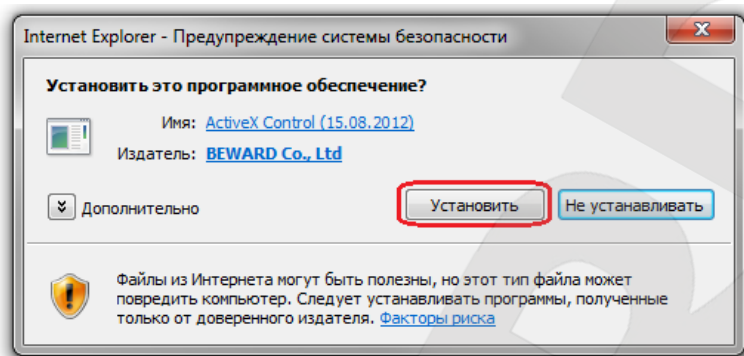 Internet Explorer - Предупреждение системы безопасности
Установить это программное обеспечение?
Имя: ActiveX Control (15.08.2012)
Издатель: BEWARD Co., Ltd
Дополнительно
Установить
Не устанавливать
Файлы из Интернета могут быть полезны, но этот тип файла может
повредить компьютер. Следует устанавливать программы, полученные
только от доверенного издателя. Факторы риска